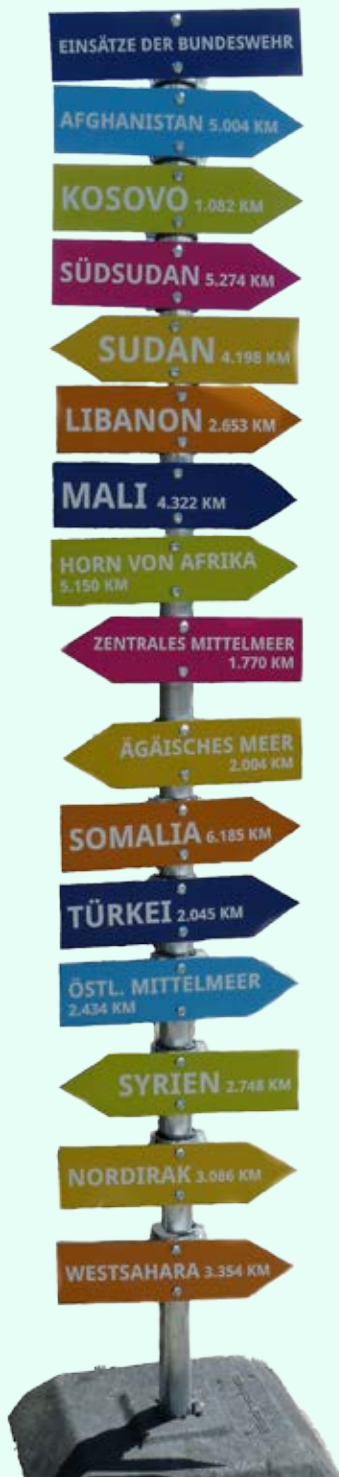 EINSÄTZE DER BUNDESWEHR
AFGHANISTAN 5.004 KM
KOSOVO 1.082 KM
SÜDSUDAN 5.274 KM
SUDAN 4.198 KM
LIBANON 2.653 KM
MALI 4.322 KM
HORN VON AFRIKA
5.150 KM
ZENTRALES MITTELMEER
1.770 KM
ÄGÄISCHES MEER
2.004 KM
SOMALIA 6.185 KM
TÜRKEI 2.045 KM
ÖSTL. MITTELMEER
2.434 KM
SYRIEN 2.748 KM
NORDIRAK 3.086 KM
WESTSAHARA 3.354 KM